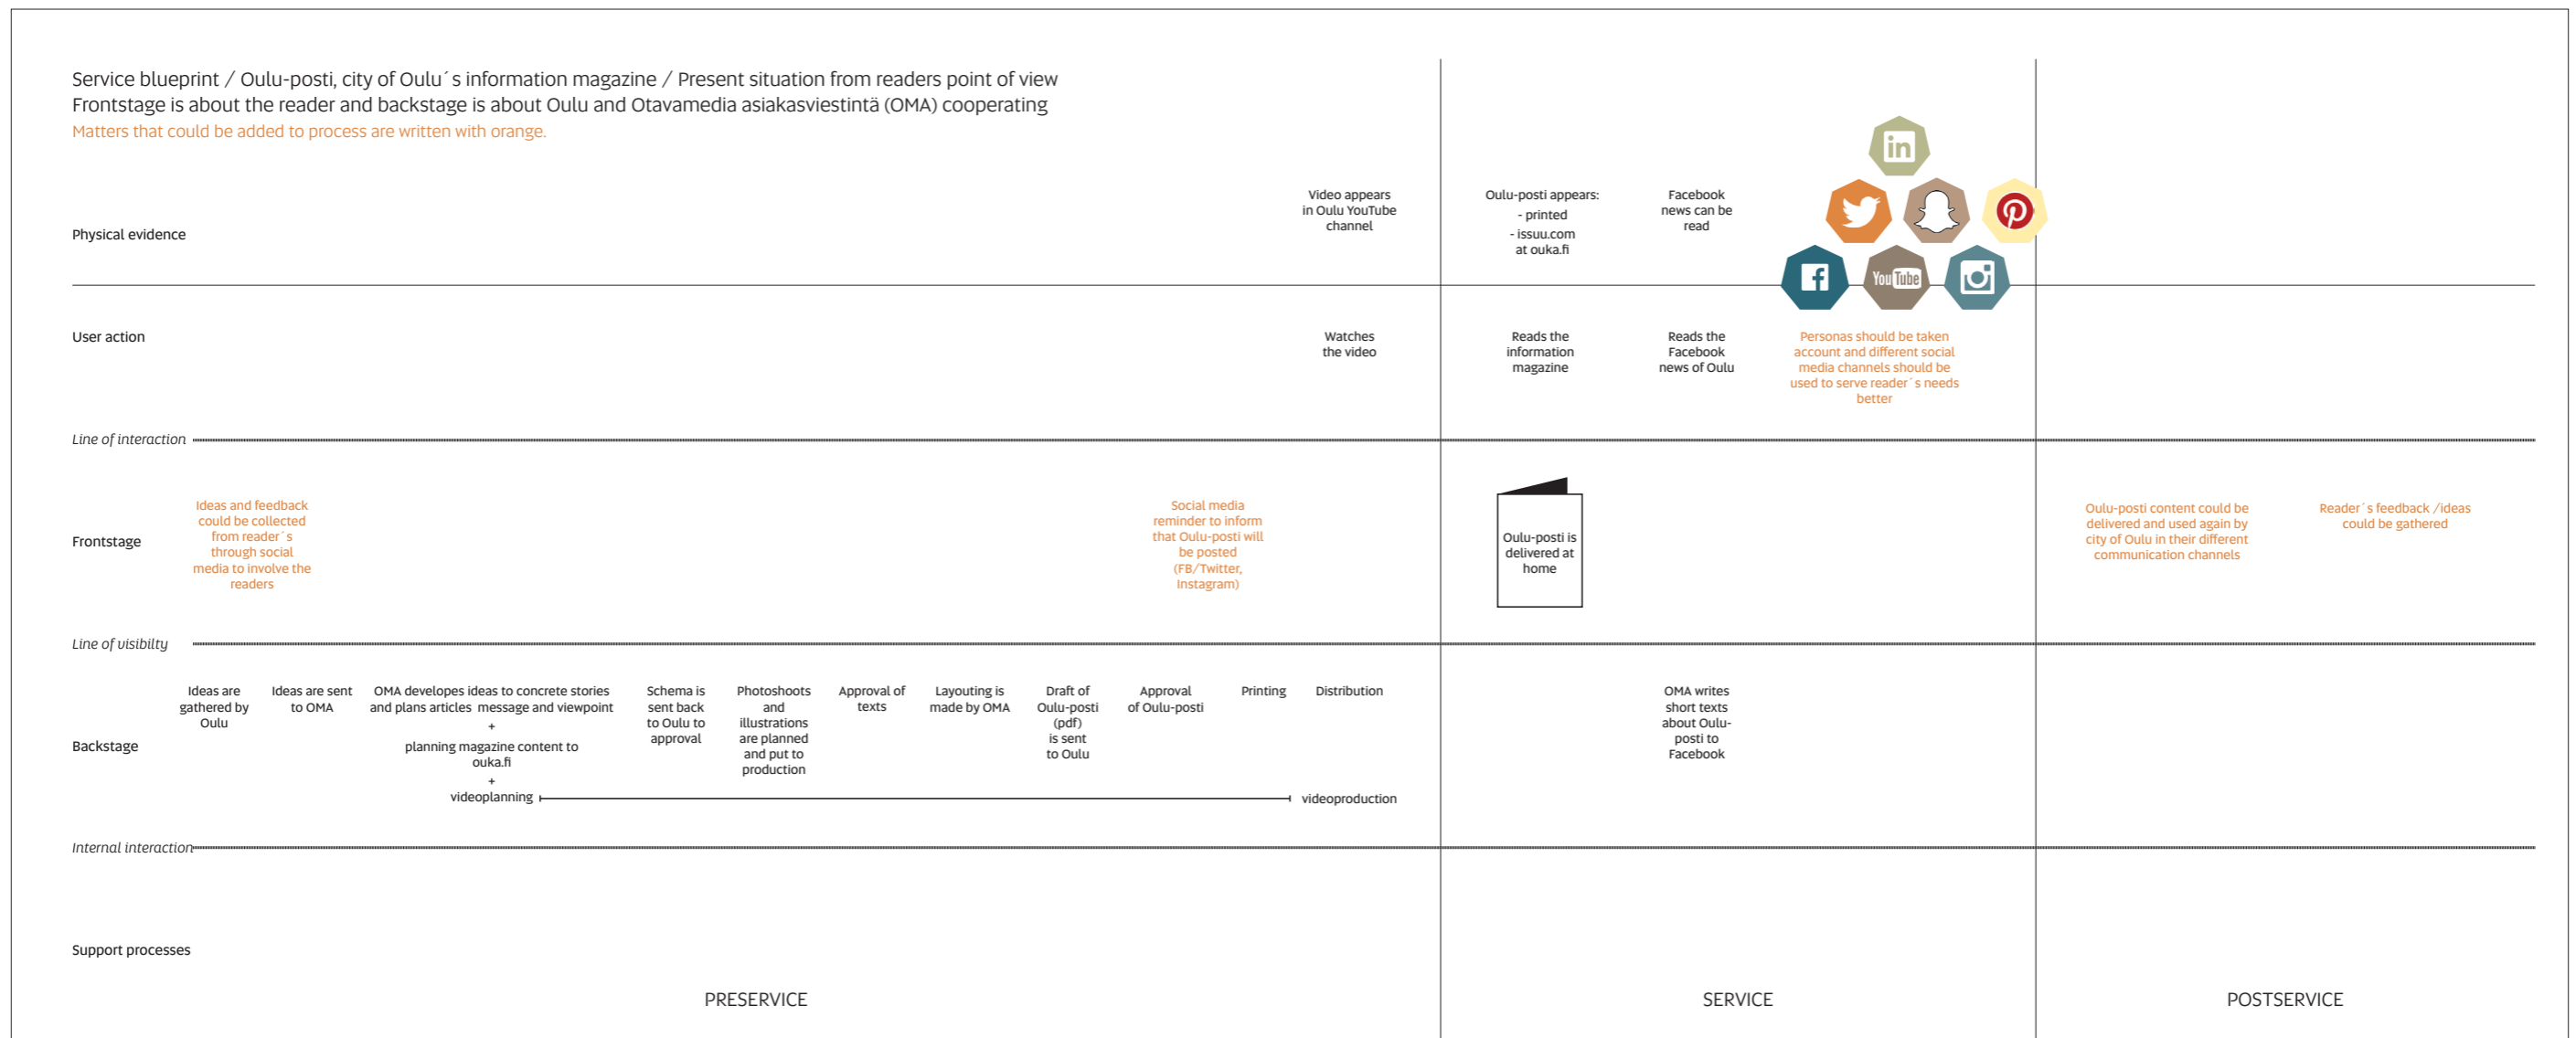 Service blueprint / Oulu-posti, city of Oulu´s information magazine / Present situation from readers point of view
Frontstage is about the reader and backstage is about Oulu and Otavamedia asiakasviestintä (OMA) cooperating
Matters that could be added to process are written with orange.
Physical evidence
Video appears
in Oulu YouTube
channel
Oulu-posti appears:
- printed
- issuu.com
at ouka.fi
Facebook
news can be
read
in
f
You Tube
User action
Watches
the video
Reads the
information
magazine
Reads the
Facebook
news of Oulu
Personas should be taken
account and different social
media channels should be
used to serve reader´s needs
better
Line of interaction
Frontstage
Ideas and feedback
could be collected
from reader´s
through social
media to involve the
readers
Social media
reminder to inform
that Oulu-posti will
be posted
(FB/Twitter,
Instagram)
Oulu-posti is
delivered at
home
Oulu-posti content could be
delivered and used again by
city of Oulu in their different
communication channels
Reader´s feedback /ideas
could be gathered
Line of visibilty
Backstage
Ideas are
gathered by
Oulu
Ideas are sent
to OMA
OMA developes ideas to concrete stories
and plans articles message and viewpoint
+
planning magazine content to
ouka.fi
+
videoplanning
Schema is
sent back
to Oulu to
approval
Photoshoots
and
illustrations
are planned
and put to
production
Approval of
texts
Layouting is
made by OMA
Draft of
Oulu-posti
(pdf)
is sent
to Oulu
Approval
of Oulu-posti
Printing
Distribution
videoproduction
OMA writes
short texts
about Oulu-
posti to
Facebook
Internal interaction
Support processes
PRESERVICE
SERVICE
POSTSERVICE